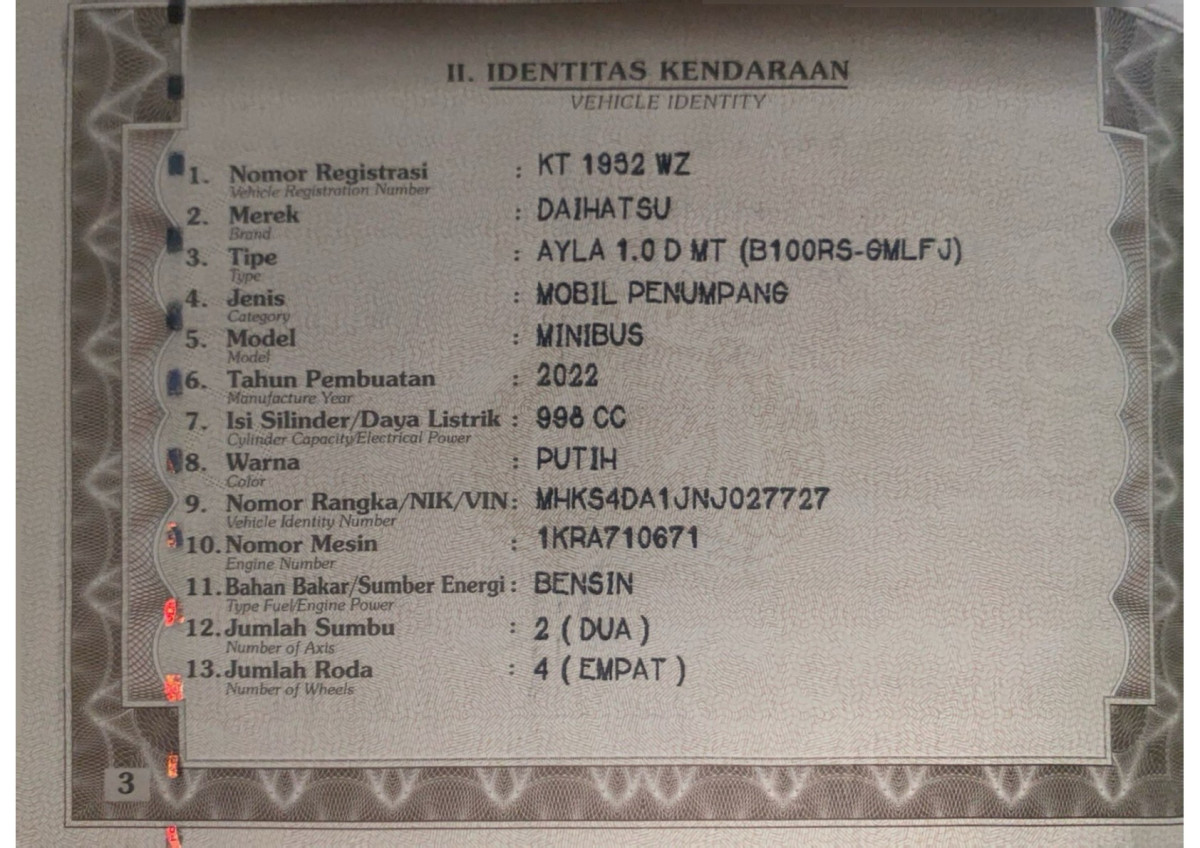 II. IDENTITAS KENDARAAN
VEHICLE IDENTITY
1. Nomor Registrasi : KT 1952 WZ
Vehicle Registration Number
2. Merek : DAIHATSU
Brand
3. Tipe : AYLA 1.0 D MT (B100RS-GMLFJ)
Type
4. Jenis : MOBIL PENUMPANG
Category
5. Model : MINIBUS
Model
6. Tahun Pembuatan : 2022
Manufacture Year
7. Isi Silinder/Daya Listrik : 998 CC
Cylinder Capacity/Electrical Power
8. Warna : PUTIH
Color
9. Nomor Rangka/NIK/VIN : MHKS4DA1JNJ027727
Vehicle Identity Number
10. Nomor Mesin : 1KRA710671
Engine Number
11. Bahan Bakar/Sumber Energi : BENSIN
Type Fuel/Engine Power
12. Jumlah Sumbu : 2 ( DUA )
Number of Axis
13. Jumlah Roda : 4 ( EMPAT )
Number of Wheels
3